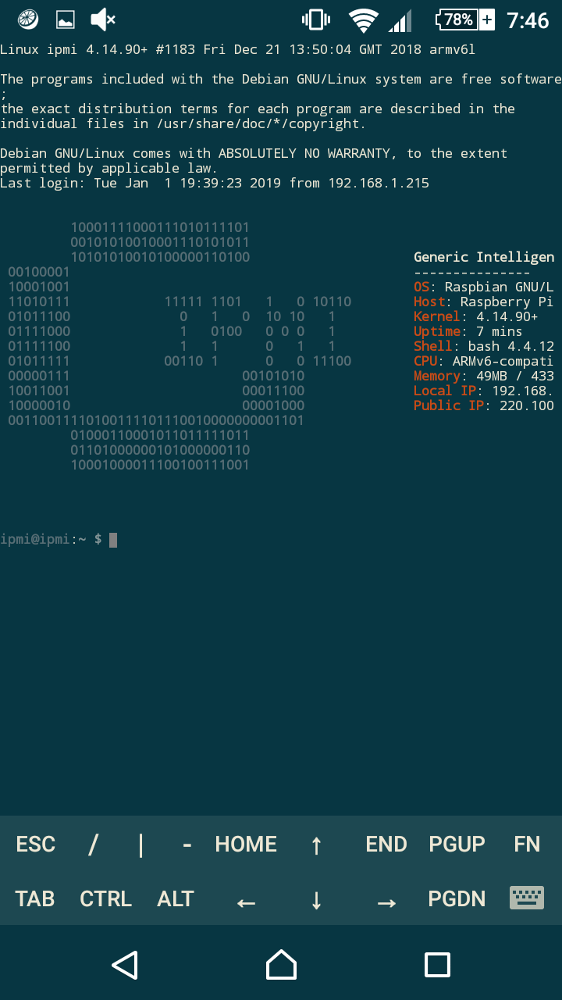 78% 7:46
Linux ipmi 4.14.90+ #1183 Fri Dec 21 13:50:04 GMT 2018 armv6l
The programs included with the Debian GNU/Linux system are free software
;
the exact distribution terms for each program are described in the
individual files in /usr/share/doc/*/copyright.
Debian GNU/Linux comes with ABSOLUTELY NO WARRANTY, to the extent
permitted by applicable law.
Last login: Tue Jan  1 19:39:23 2019 from 192.168.1.215
10001111000111010111101
00101010010001110101011
10101010010100000110100 Generic Intelligen
00100001 ---------------
10001001 OS: Raspbian GNU/L
11010111 11111 1101 1 0 10110 Host: Raspberry Pi
01011100 0 1 0 10 10 1 Kernel: 4.14.90+
01111000 1 0100 0 0 0 1 Uptime: 7 mins
01111100 1 1 0 1 1 Shell: bash 4.4.12
01011111 00110 1 0 0 11100 CPU: ARMv6-compati
00000111 00101010 Memory: 49MB / 433
10011001 00011100 Local IP: 192.168.
10000010 00001000 Public IP: 220.100
00110011110100111101110010000000001101
01000110001011011111011
01101000000101000000110
10001000011100100111001
ipmi@ipmi:~ $
ESC / | - HOME ↑ END PGUP FN
TAB CTRL ALT ← ↓ → PGDN